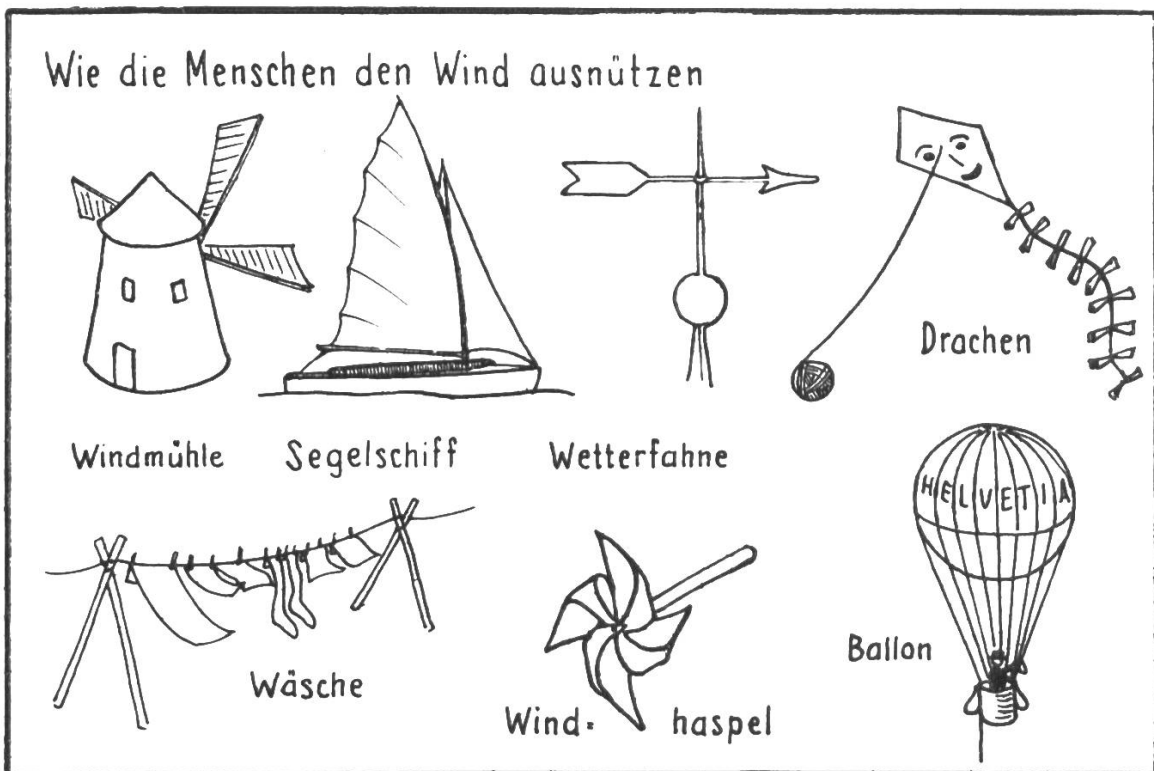 Wie die Menschen den Wind ausnützen
Drachen
Windmühle Segelschiff Wetterfahne
HELVETIA
Ballon
Wäsche
Wind= haspel